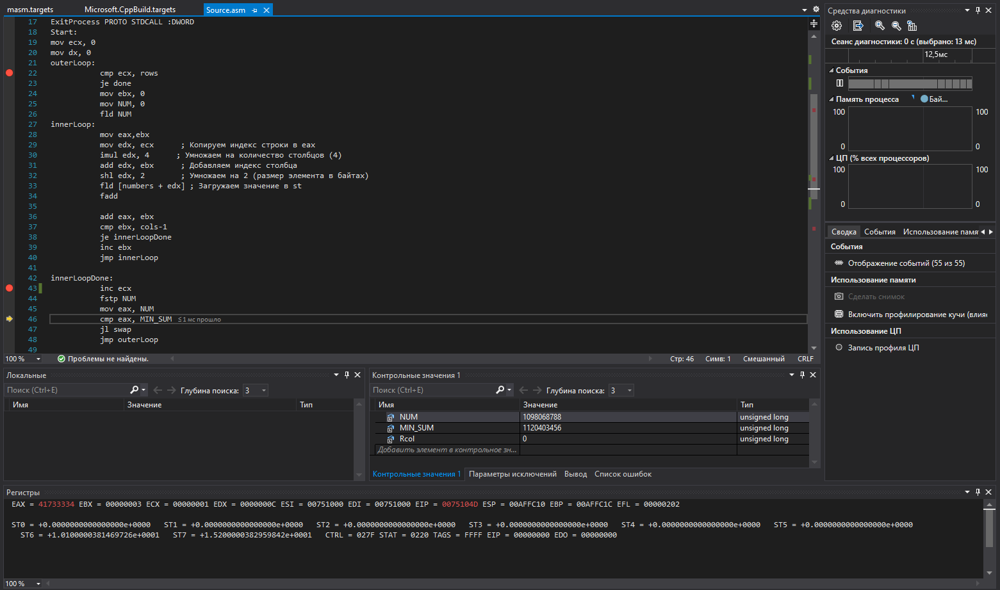 masm.targets Microsoft.CppBuild.targets Source.asm
17 ExitProcess PROTO STDCALL :DWORD
18 Start:
19 mov ecx, 0
20 mov dx, 0
21 outerLoop:
22 cmp ecx, rows
23 je done
24 mov ebx, 0
25 mov NUM, 0
26 fld NUM
27 innerLoop:
28 mov eax,ebx
29 mov edx, ecx ; Копируем индекс строки в eax
30 imul edx, 4 ; Умножаем на количество столбцов (4)
31 add edx, ebx ; Добавляем индекс столбца
32 shl edx, 2 ; Умножаем на 2 (размер элемента в байтах)
33 fld [numbers + edx] ; Загружаем значение в st
34 fadd
35
36 add eax, ebx
37 cmp ebx, cols-1
38 je innerLoopDone
39 inc ebx
40 jmp innerLoop
41
42 innerLoopDone:
43 inc ecx
44 fstp NUM
45 mov eax, NUM
46 cmp eax, MIN_SUM ≤ 1 мс прошло
47 jl swap
48 jmp outerLoop
49
100 % Проблемы не найдены. Стр: 46 Симв: 1 Смешанный CRLF
Средства диагностики
Сеанс диагностики: 0 с (выбрано: 13 мс)
12,5мс
События
Память процесса Бай...
100 100
0 0
ЦП (% всех процессоров)
100 100
0 0
Сводка События Использование памя
События
Отображение событий (55 из 55)
Использование памяти
Сделать снимок
Включить профилирование кучи (влия
Использование ЦП
Запись профиля ЦП
Локальные
Поиск (Ctrl+E) Глубина поиска: 3
Имя Значение Тип
Контрольные значения 1
Поиск (Ctrl+E) Глубина поиска: 3
Имя Значение Тип
NUM 1098068788 unsigned long
MIN_SUM 1120403456 unsigned long
Rcol 0 unsigned long
Добавить элемент в контрольное зн...
Контрольные значения 1 Параметры исключений Вывод Список ошибок
Регистры
EAX = 41733334 EBX = 00000003 ECX = 00000001 EDX = 0000000C ESI = 00751000 EDI = 00751000 EIP = 0075104D ESP = 00AFFC10 EBP = 00AFFC1C EFL = 00000202
ST0 = +0.0000000000000000e+0000 ST1 = +0.0000000000000000e+0000 ST2 = +0.0000000000000000e+0000 ST3 = +0.0000000000000000e+0000 ST4 = +0.0000000000000000e+0000 ST5 = +0.0000000000000000e+0000
ST6 = +1.0100000381469726e+0001 ST7 = +1.5200000382959842e+0001 CTRL = 027F STAT = 0220 TAGS = FFFF EIP = 00000000 EDO = 00000000
100 %